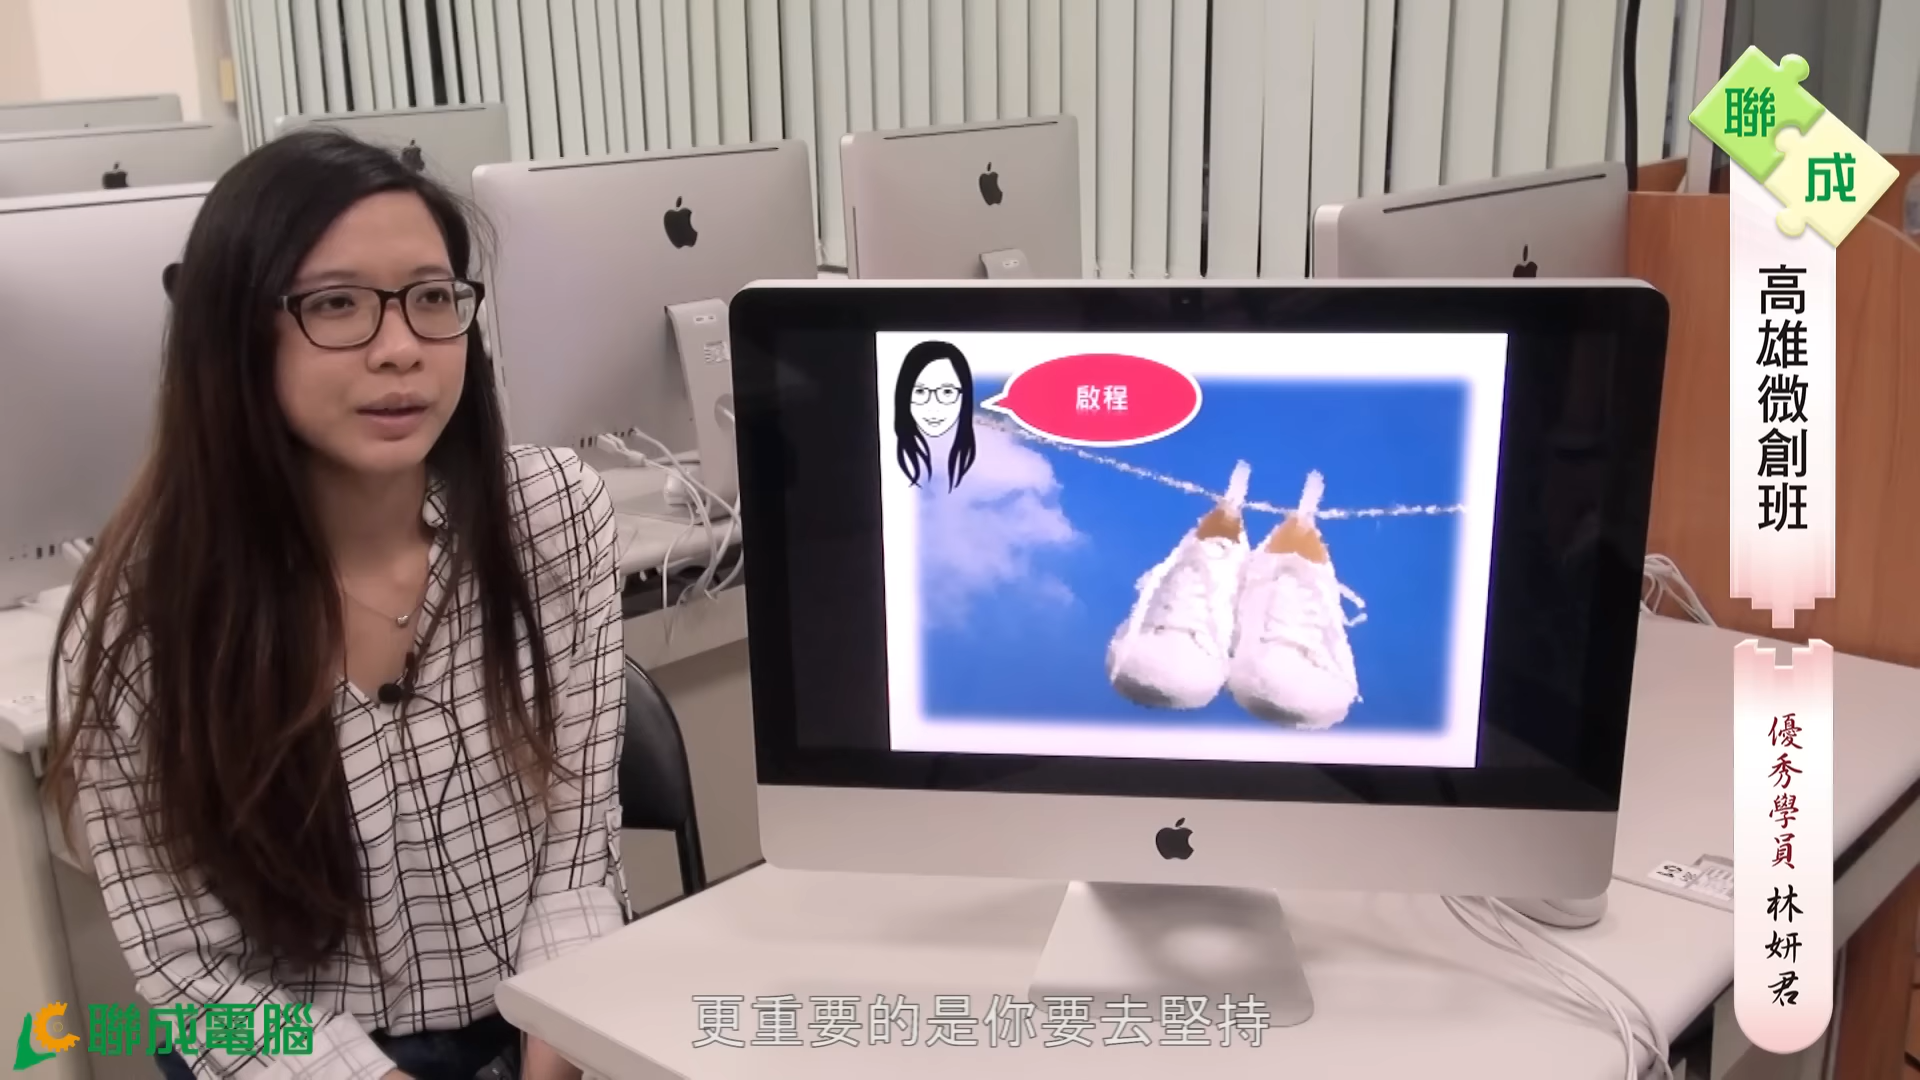 聯成
高雄微創班
優秀學員 林妍君
啟程
更重要的是你要去堅持
聯成電腦